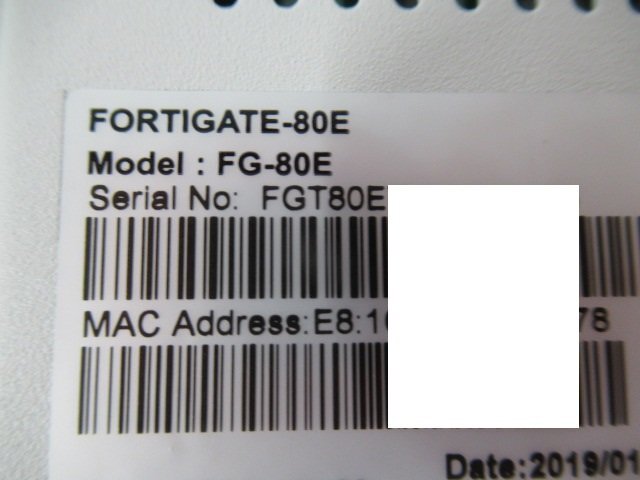 FORTIGATE-80E
Model : FG-80E
Serial No: FGT80E
MAC Address:E8:1 78
Date:2019/01